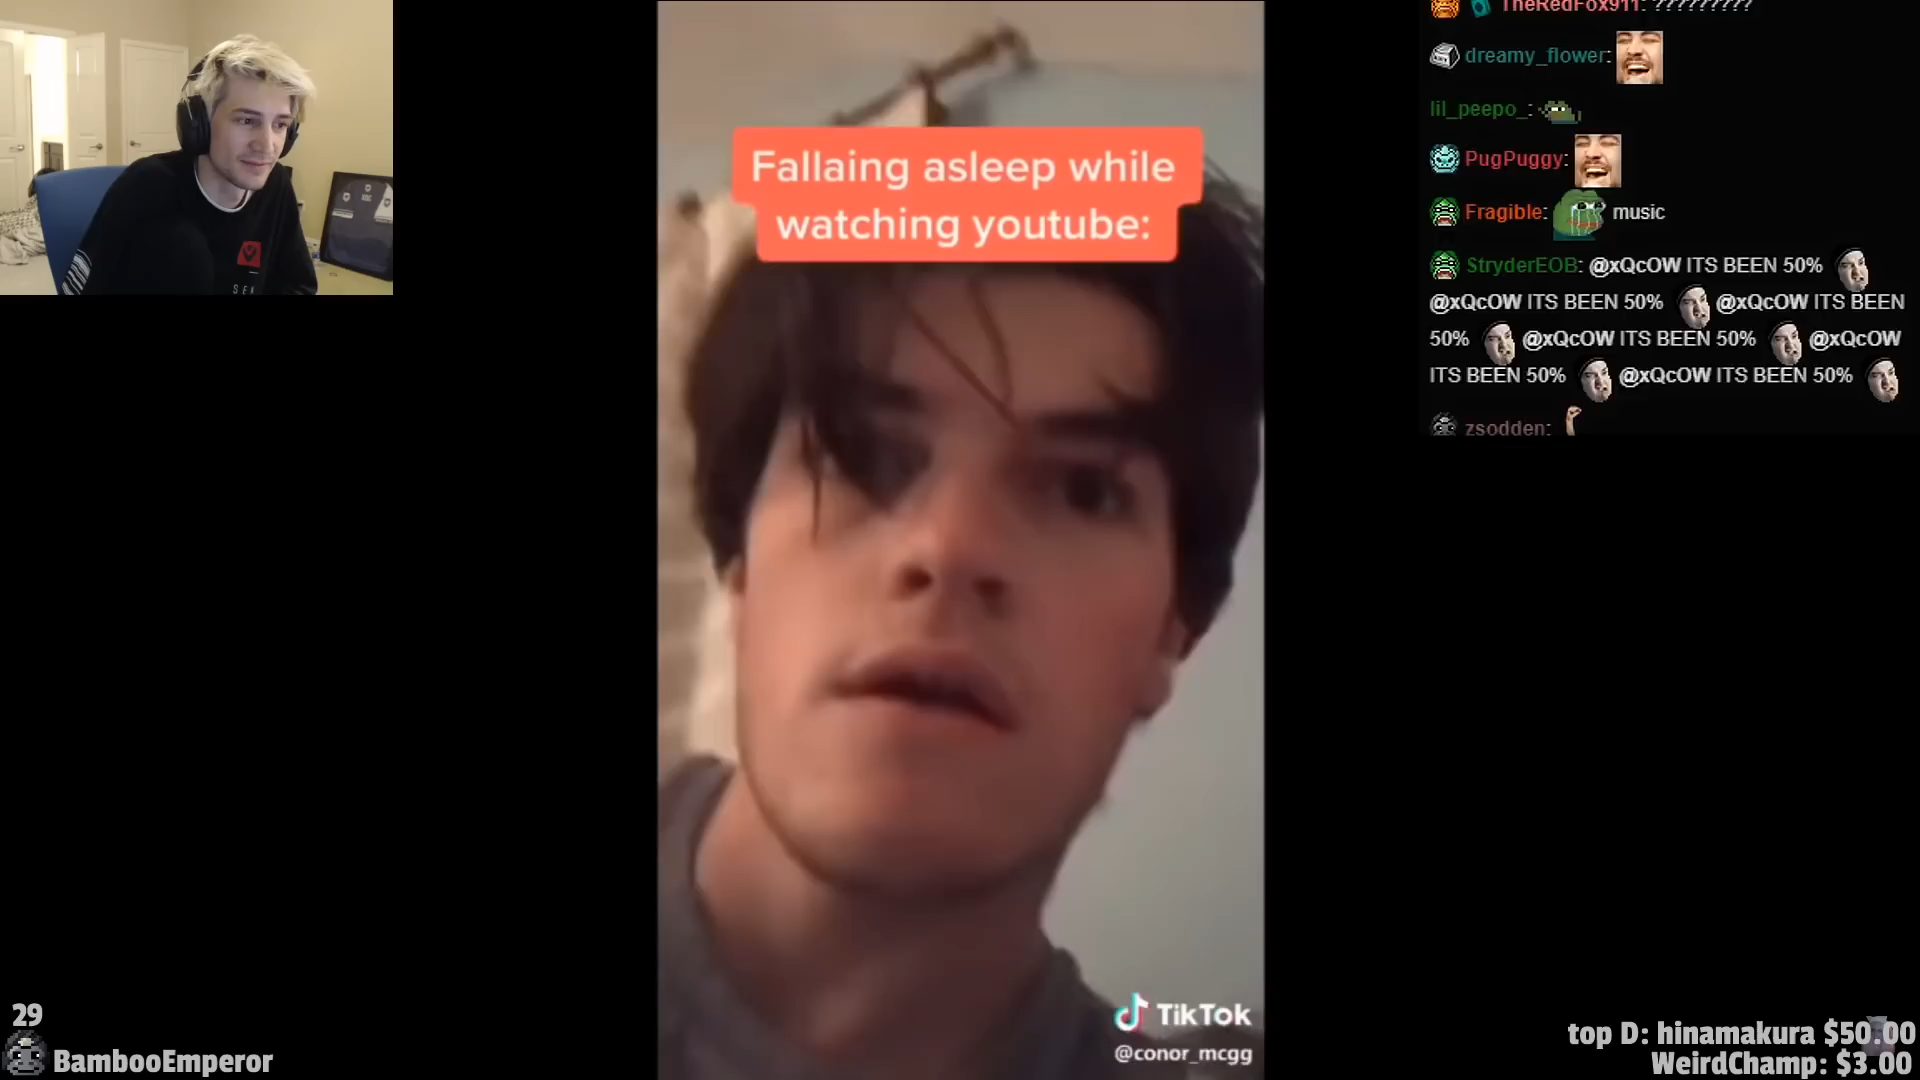 TheRedFox911: ?????????
dreamy_flower:
lil_peepo_:
PugPuggy:
Fragible: music
StryderEOB: @xQcOW ITS BEEN 50%
@xQcOW ITS BEEN 50% @xQcOW ITS BEEN
50% @xQcOW ITS BEEN 50% @xQcOW
ITS BEEN 50% @xQcOW ITS BEEN 50%
zsodden:
Fallaing asleep while
watching youtube:
TikTok
@conor_mcgg
29
BambooEmperor
top D: hinamakura $50.00
WeirdChamp: $3.00